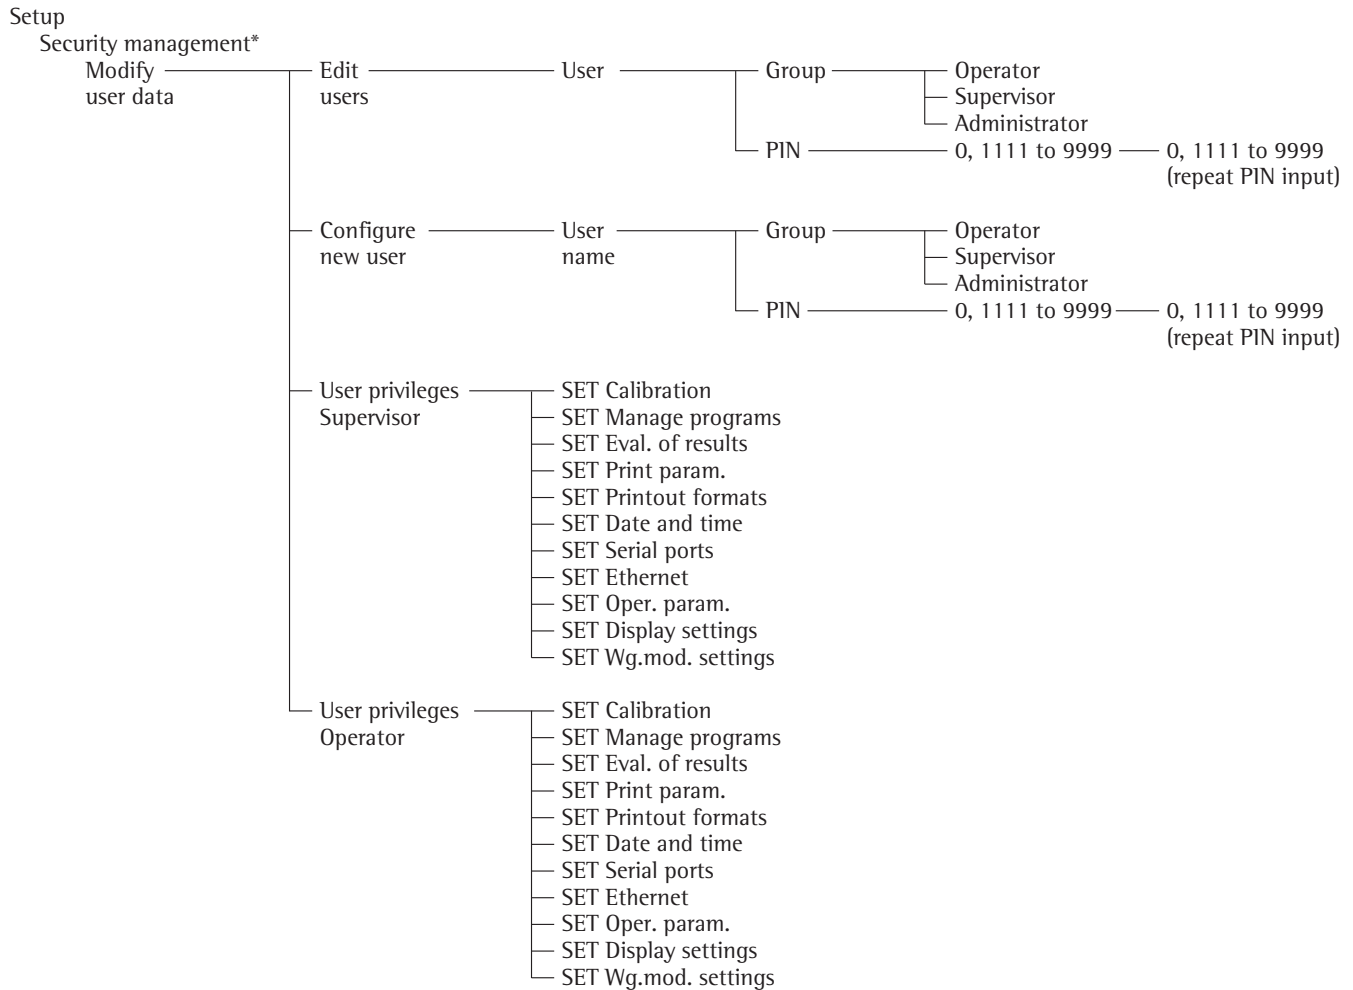 Setup
Security management*
Modify Edit User Group Operator
user data users Supervisor
Administrator
PIN 0, 1111 to 9999 0, 1111 to 9999
(repeat PIN input)
Configure User Group Operator
new user name Supervisor
Administrator
PIN 0, 1111 to 9999 0, 1111 to 9999
(repeat PIN input)
User privileges SET Calibration
Supervisor SET Manage programs
SET Eval. of results
SET Print param.
SET Printout formats
SET Date and time
SET Serial ports
SET Ethernet
SET Oper. param.
SET Display settings
SET Wg.mod. settings
User privileges SET Calibration
Operator SET Manage programs
SET Eval. of results
SET Print param.
SET Printout formats
SET Date and time
SET Serial ports
SET Ethernet
SET Oper. param.
SET Display settings
SET Wg.mod. settings